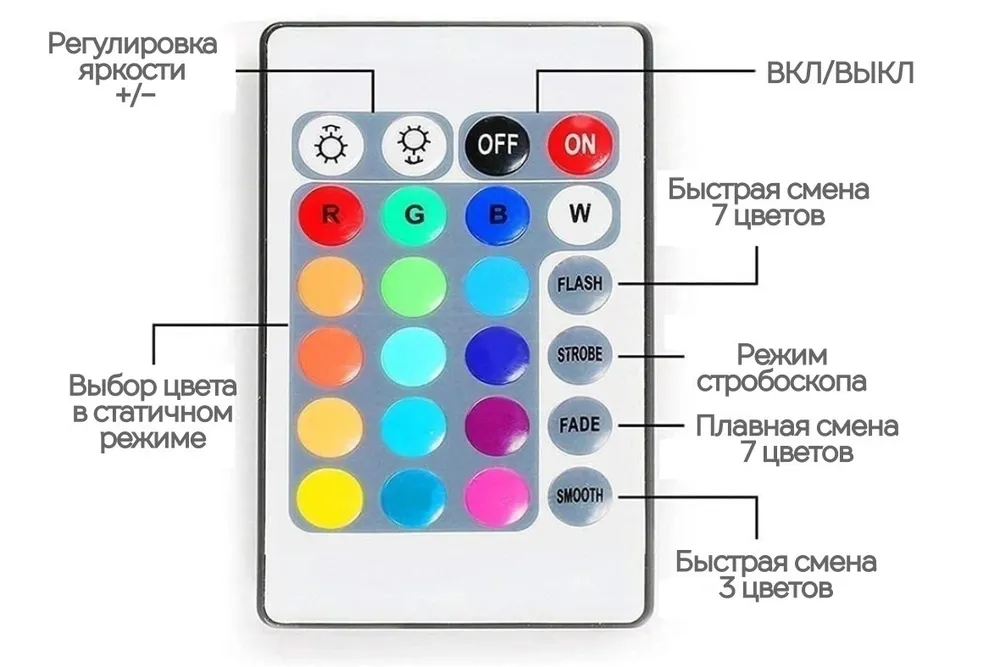 Регулировка
яркости
+/−
ВКЛ/ВЫКЛ
OFF
ON
R
G
B
W
Быстрая смена
7 цветов
FLASH
STROBE
Режим
стробоскопа
Выбор цвета
в статичном
режиме
FADE
Плавная смена
7 цветов
SMOOTH
Быстрая смена
3 цветов